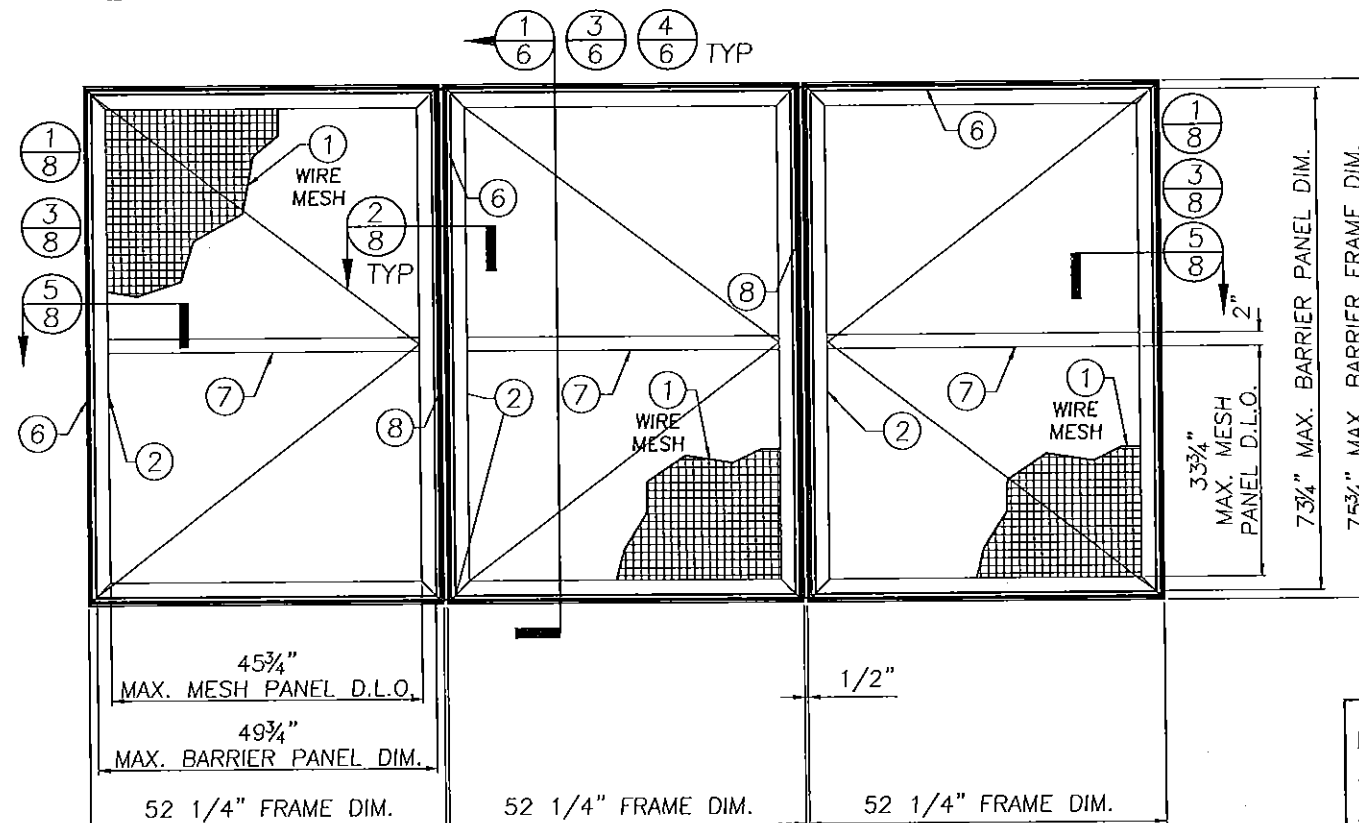 1/6 3/6 4/6 TYP
1/8
3/8
5/8
1
WIRE
MESH
2/8
TYP
6
6
1/8
3/8
5/8
8
7
7
7
1
WIRE
MESH
1
WIRE
MESH
6
2
8
2
2
2"
33¾"
MAX. MESH
PANEL D.L.O.
73¼" MAX. BARRIER PANEL DIM.
75¾" MAX. BARRIER FRAME DIM.
45¾"
MAX. MESH PANEL D.L.O.
1/2"
49¾"
MAX. BARRIER PANEL DIM.
52 1/4" FRAME DIM.
52 1/4" FRAME DIM.
52 1/4" FRAME DIM.